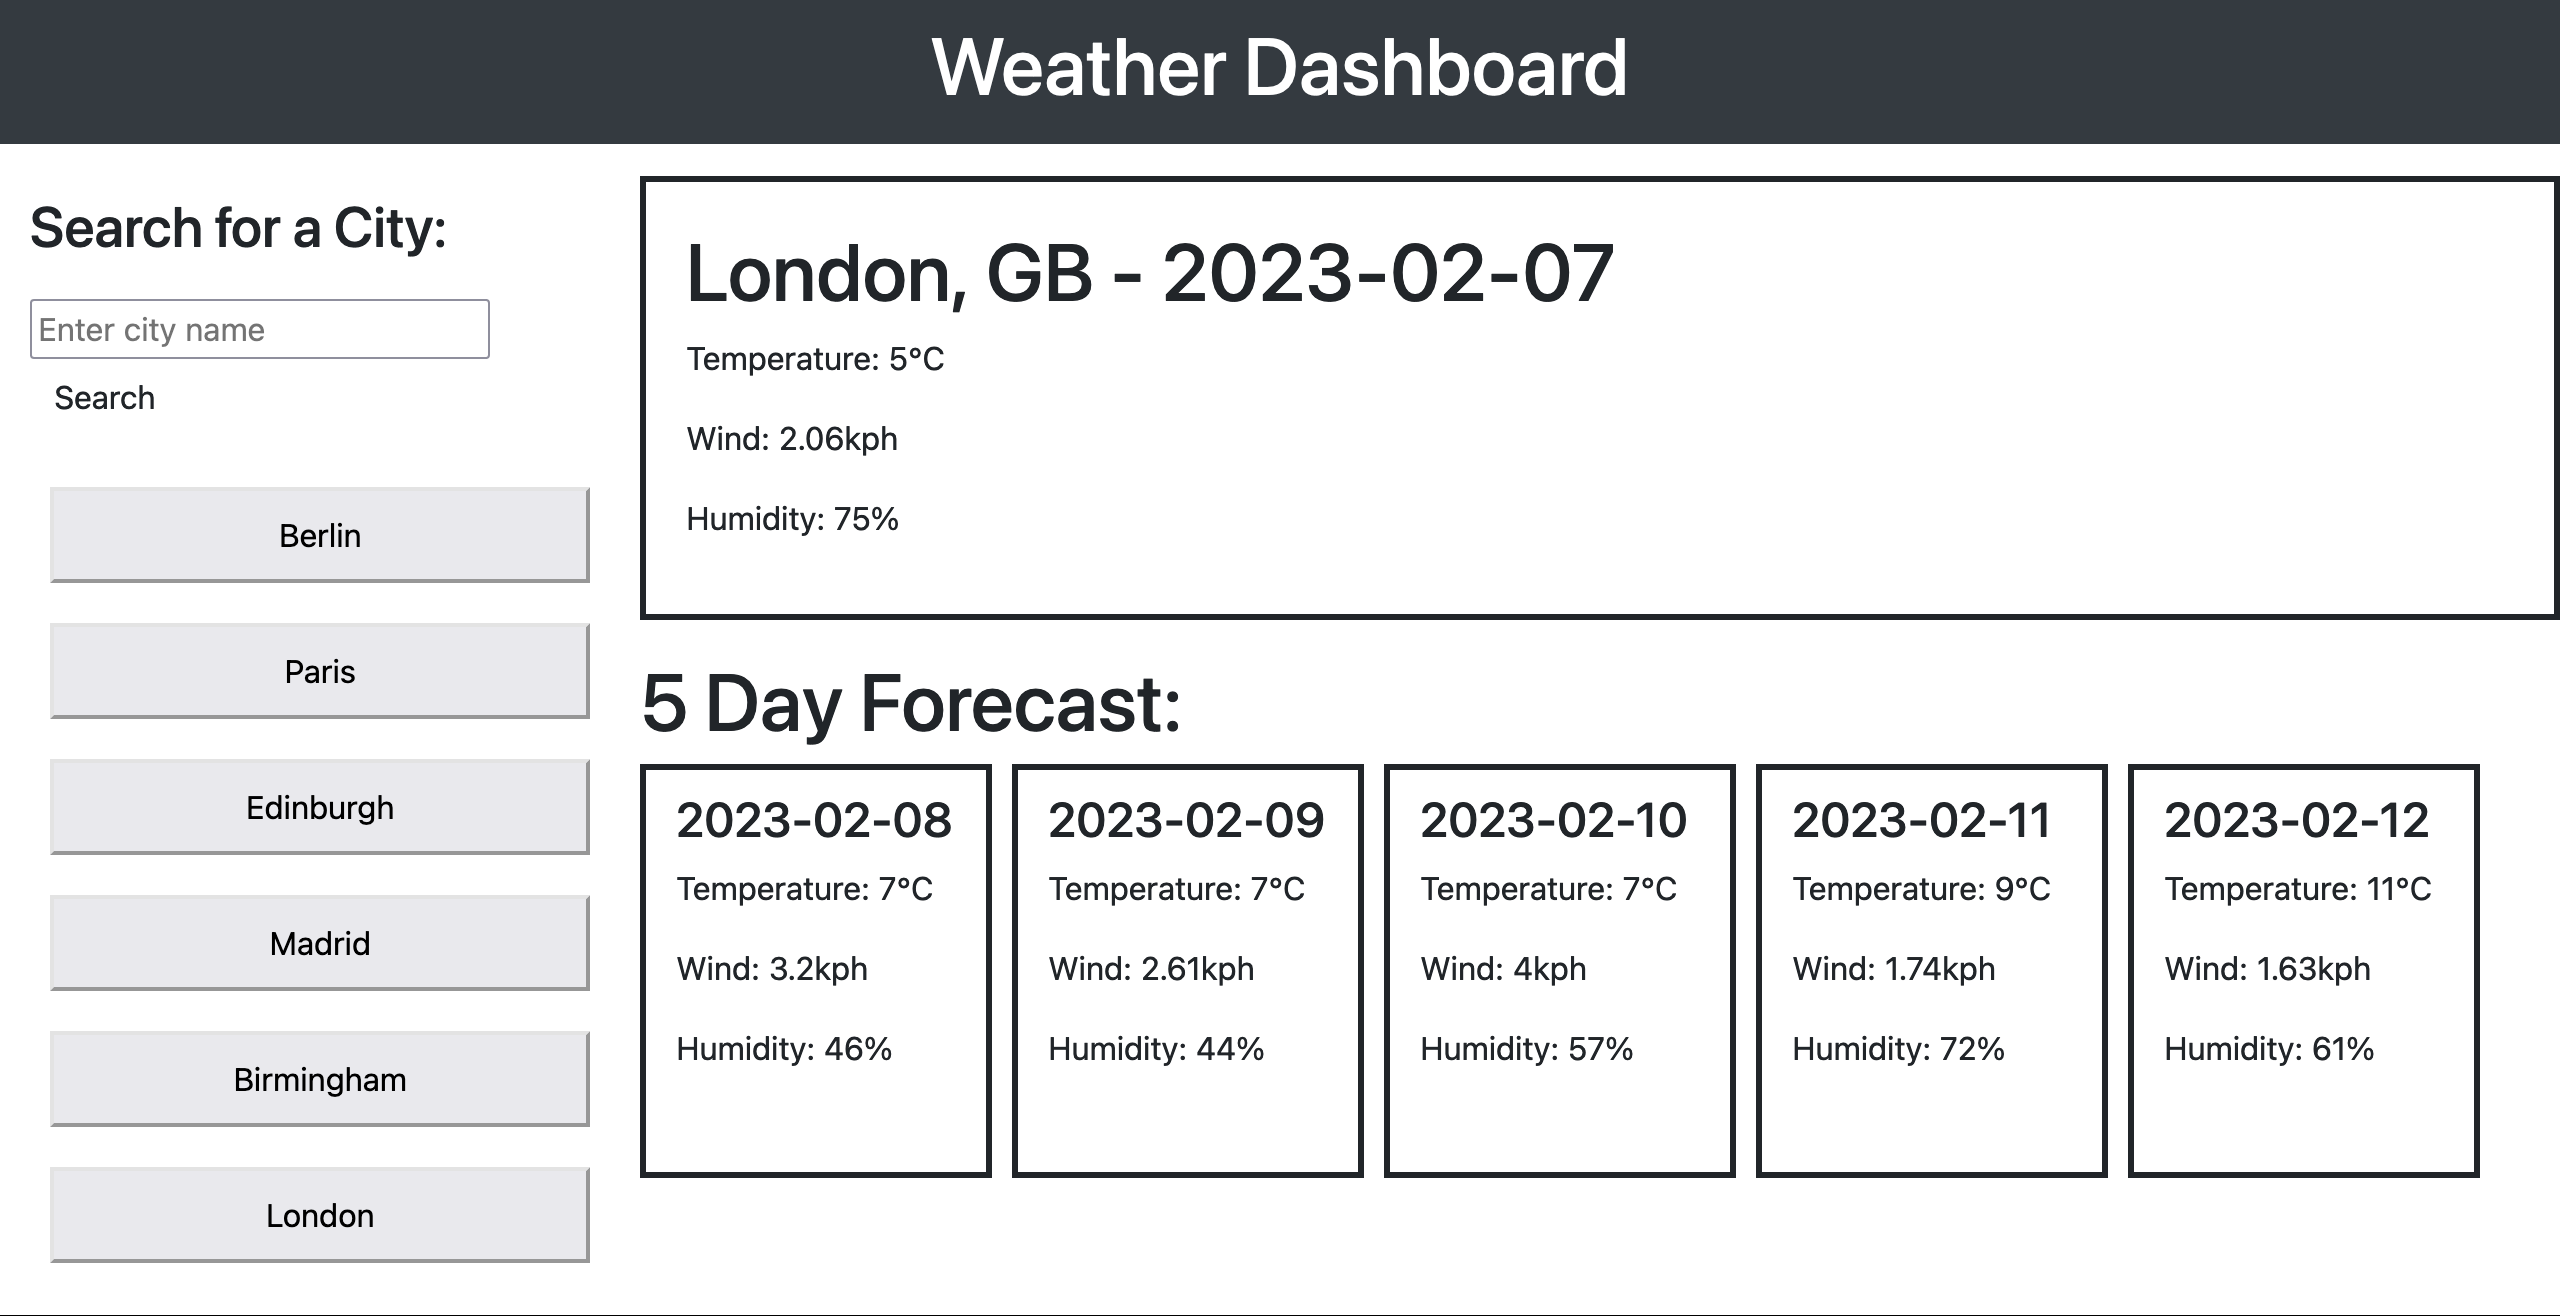 Weather Dashboard
Search for a City:
Enter city name
Search
Berlin
Paris
Edinburgh
Madrid
Birmingham
London
London, GB - 2023-02-07
Temperature: 5°C
Wind: 2.06kph
Humidity: 75%
5 Day Forecast:
2023-02-08
Temperature: 7°C
Wind: 3.2kph
Humidity: 46%
2023-02-09
Temperature: 7°C
Wind: 2.61kph
Humidity: 44%
2023-02-10
Temperature: 7°C
Wind: 4kph
Humidity: 57%
2023-02-11
Temperature: 9°C
Wind: 1.74kph
Humidity: 72%
2023-02-12
Temperature: 11°C
Wind: 1.63kph
Humidity: 61%